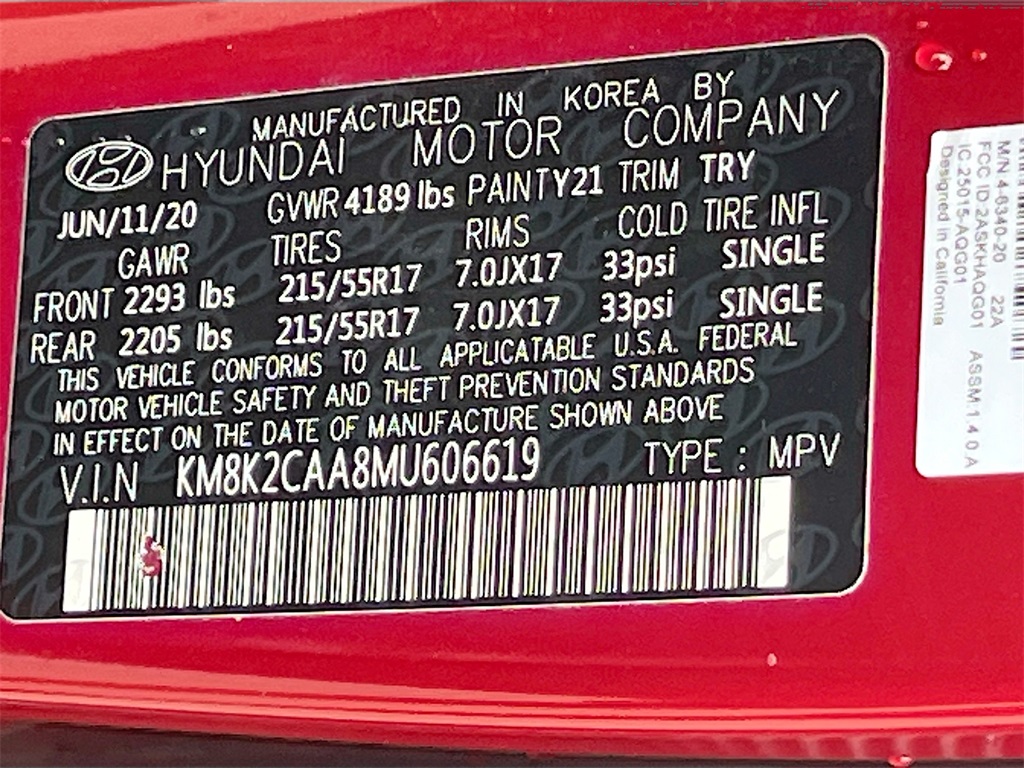 MANUFACTURED IN KOREA BY
HYUNDAI MOTOR COMPANY
JUN/11/20 GVWR 4189 lbs PAINT Y21 TRIM TRY
GAWR TIRES RIMS COLD TIRE INFL
FRONT 2293 lbs 215/55R17 7.0JX17 33psi SINGLE
REAR 2205 lbs 215/55R17 7.0JX17 33psi SINGLE
THIS VEHICLE CONFORMS TO ALL APPLICATABLE U.S.A. FEDERAL
MOTOR VEHICLE SAFETY AND THEFT PREVENTION STANDARDS
IN EFFECT ON THE DATE OF MANUFACTURE SHOWN ABOVE
V.I.N KM8K2CAA8MU606619 TYPE : MPV
M/N 4-6340-20 22A
FCC ID:2ASKHAQG01 ASSM:1.4.0.A
IC:25015-AQG01
Designed in California